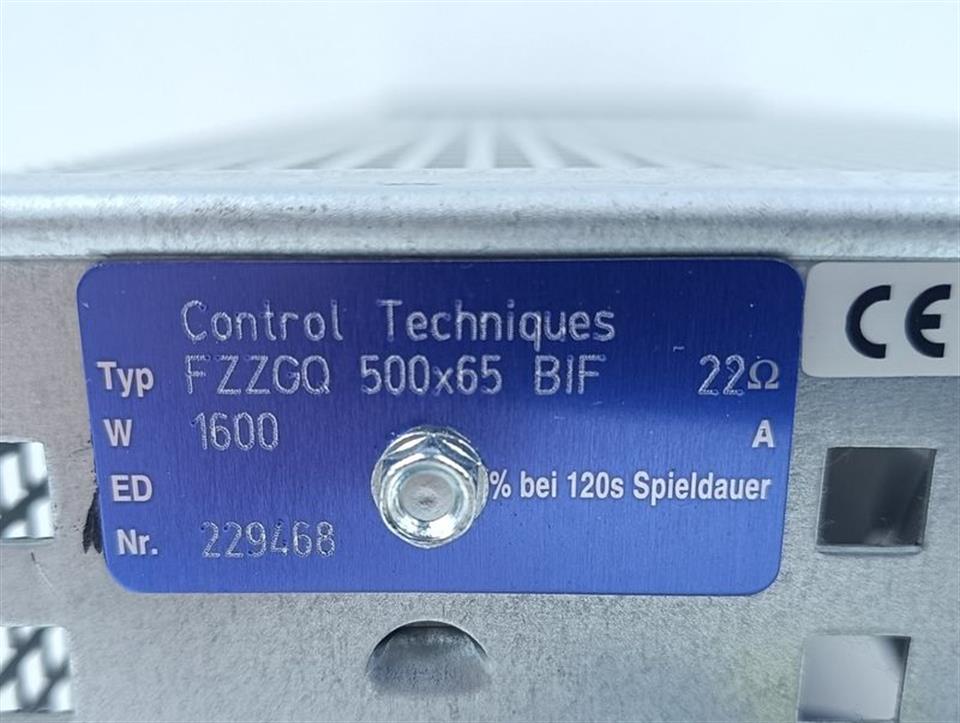 Control Techniques
Typ FZZGQ 500x65 BIF 22Ω
W 1600 A
ED % bei 120s Spieldauer
Nr. 229468
CE